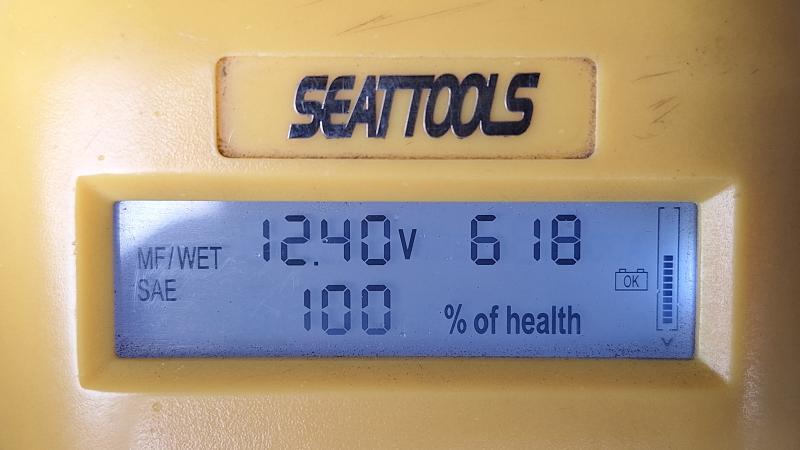 SEATTOOLS
MF/WET 12.40V 618
SAE 100 % of health
OK